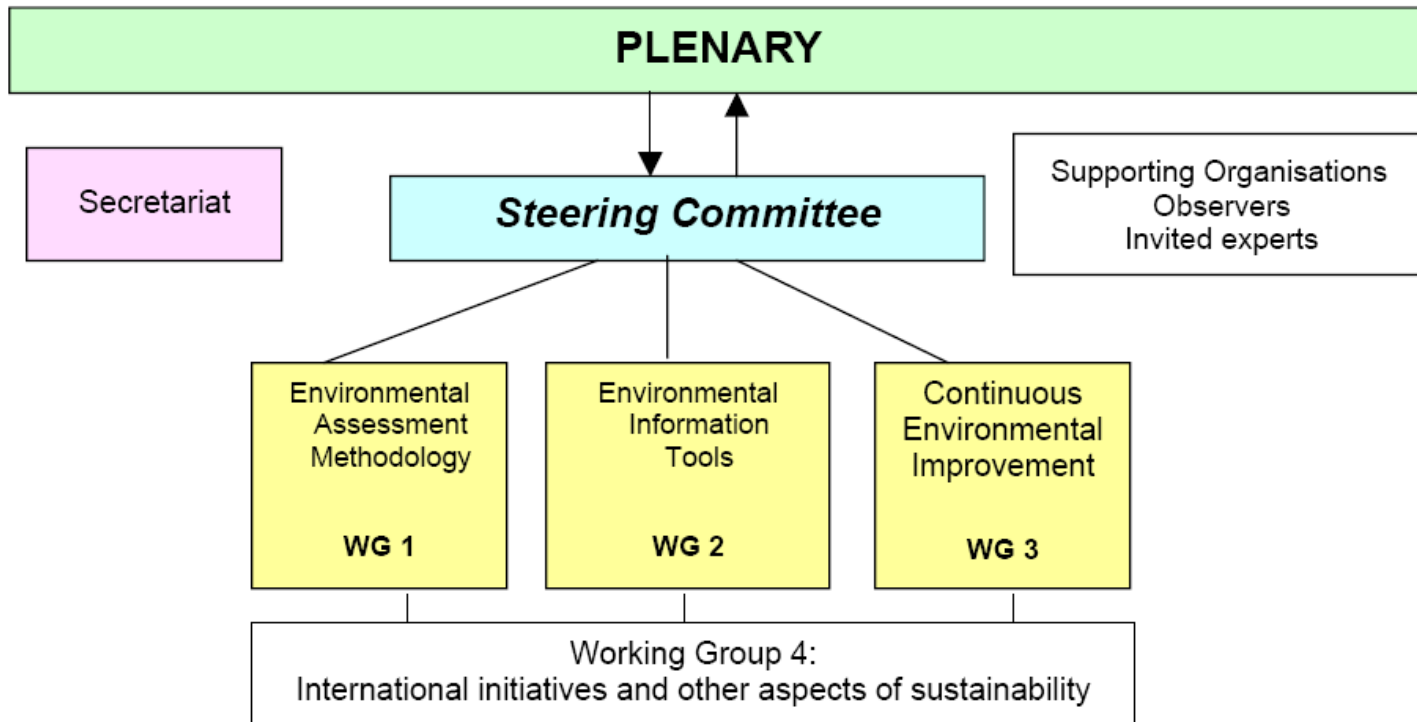 PLENARY
Secretariat
Steering Committee
Supporting Organisations
Observers
Invited experts
Environmental
Assessment
Methodology
WG 1
Environmental
Information
Tools
WG 2
Continuous
Environmental
Improvement
WG 3
Working Group 4:
International initiatives and other aspects of sustainability